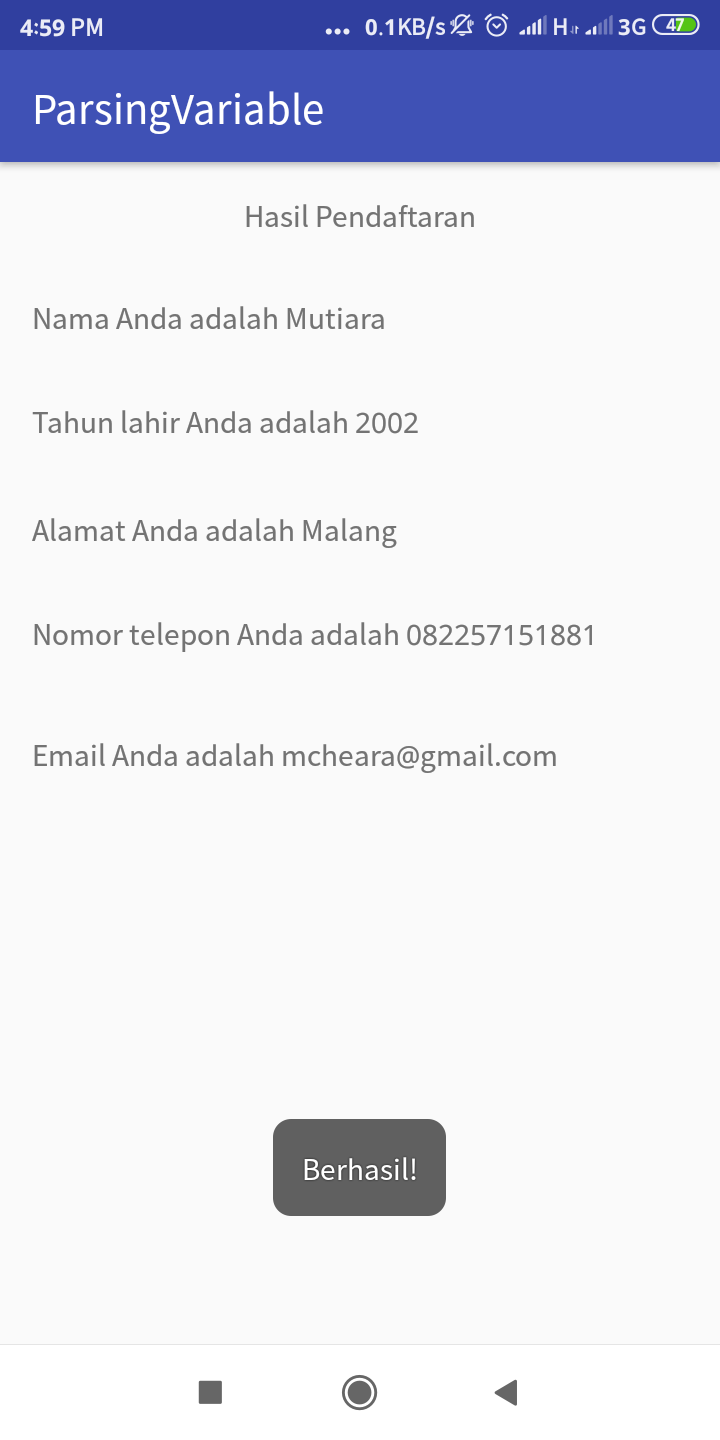 4:59 PM ... 0.1KB/s H 3G 47
ParsingVariable
Hasil Pendaftaran
Nama Anda adalah Mutiara
Tahun lahir Anda adalah 2002
Alamat Anda adalah Malang
Nomor telepon Anda adalah 082257151881
Email Anda adalah mcheara@gmail.com
Berhasil!